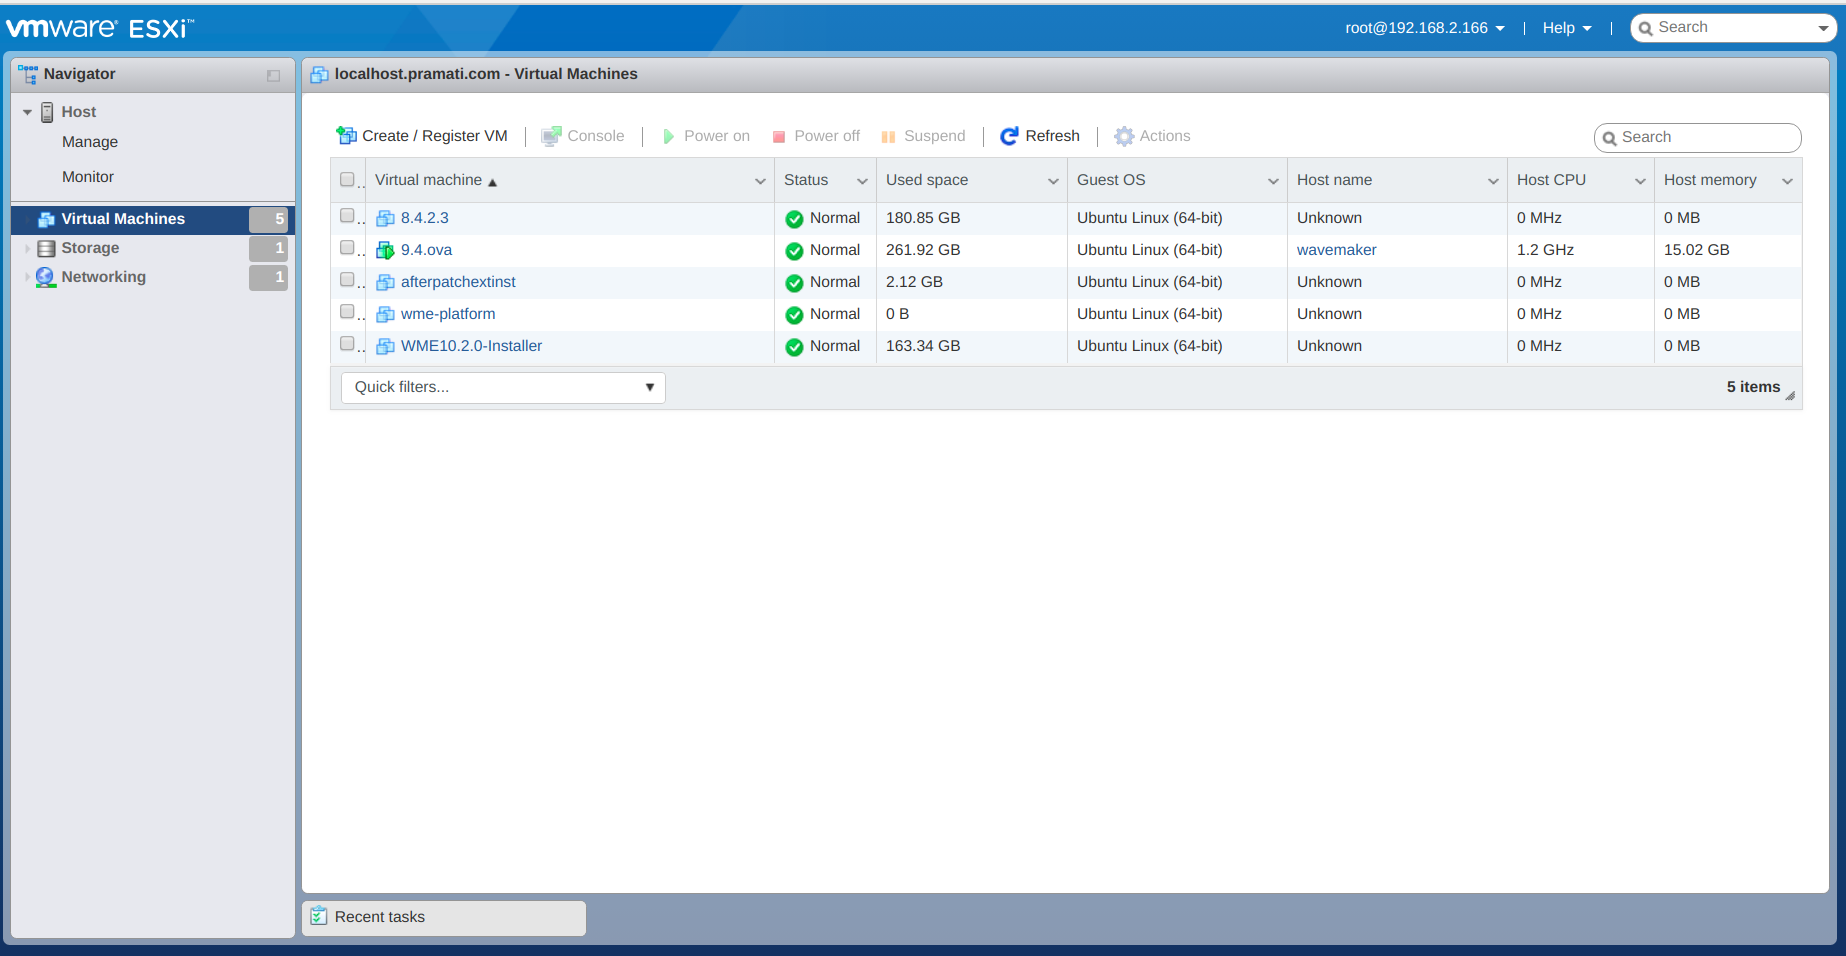 vmware® ESXi™
root@192.168.2.166 | Help | Search
Navigator
Host
Manage
Monitor
Virtual Machines 5
Storage 1
Networking 1
localhost.pramati.com - Virtual Machines
Create / Register VM | Console | Power on Power off Suspend | Refresh | Actions Search
Virtual machine Status Used space Guest OS Host name Host CPU Host memory
8.4.2.3 Normal 180.85 GB Ubuntu Linux (64-bit) Unknown 0 MHz 0 MB
9.4.ova Normal 261.92 GB Ubuntu Linux (64-bit) wavemaker 1.2 GHz 15.02 GB
afterpatchextinst Normal 2.12 GB Ubuntu Linux (64-bit) Unknown 0 MHz 0 MB
wme-platform Normal 0 B Ubuntu Linux (64-bit) Unknown 0 MHz 0 MB
WME10.2.0-Installer Normal 163.34 GB Ubuntu Linux (64-bit) Unknown 0 MHz 0 MB
Quick filters... 5 items
Recent tasks